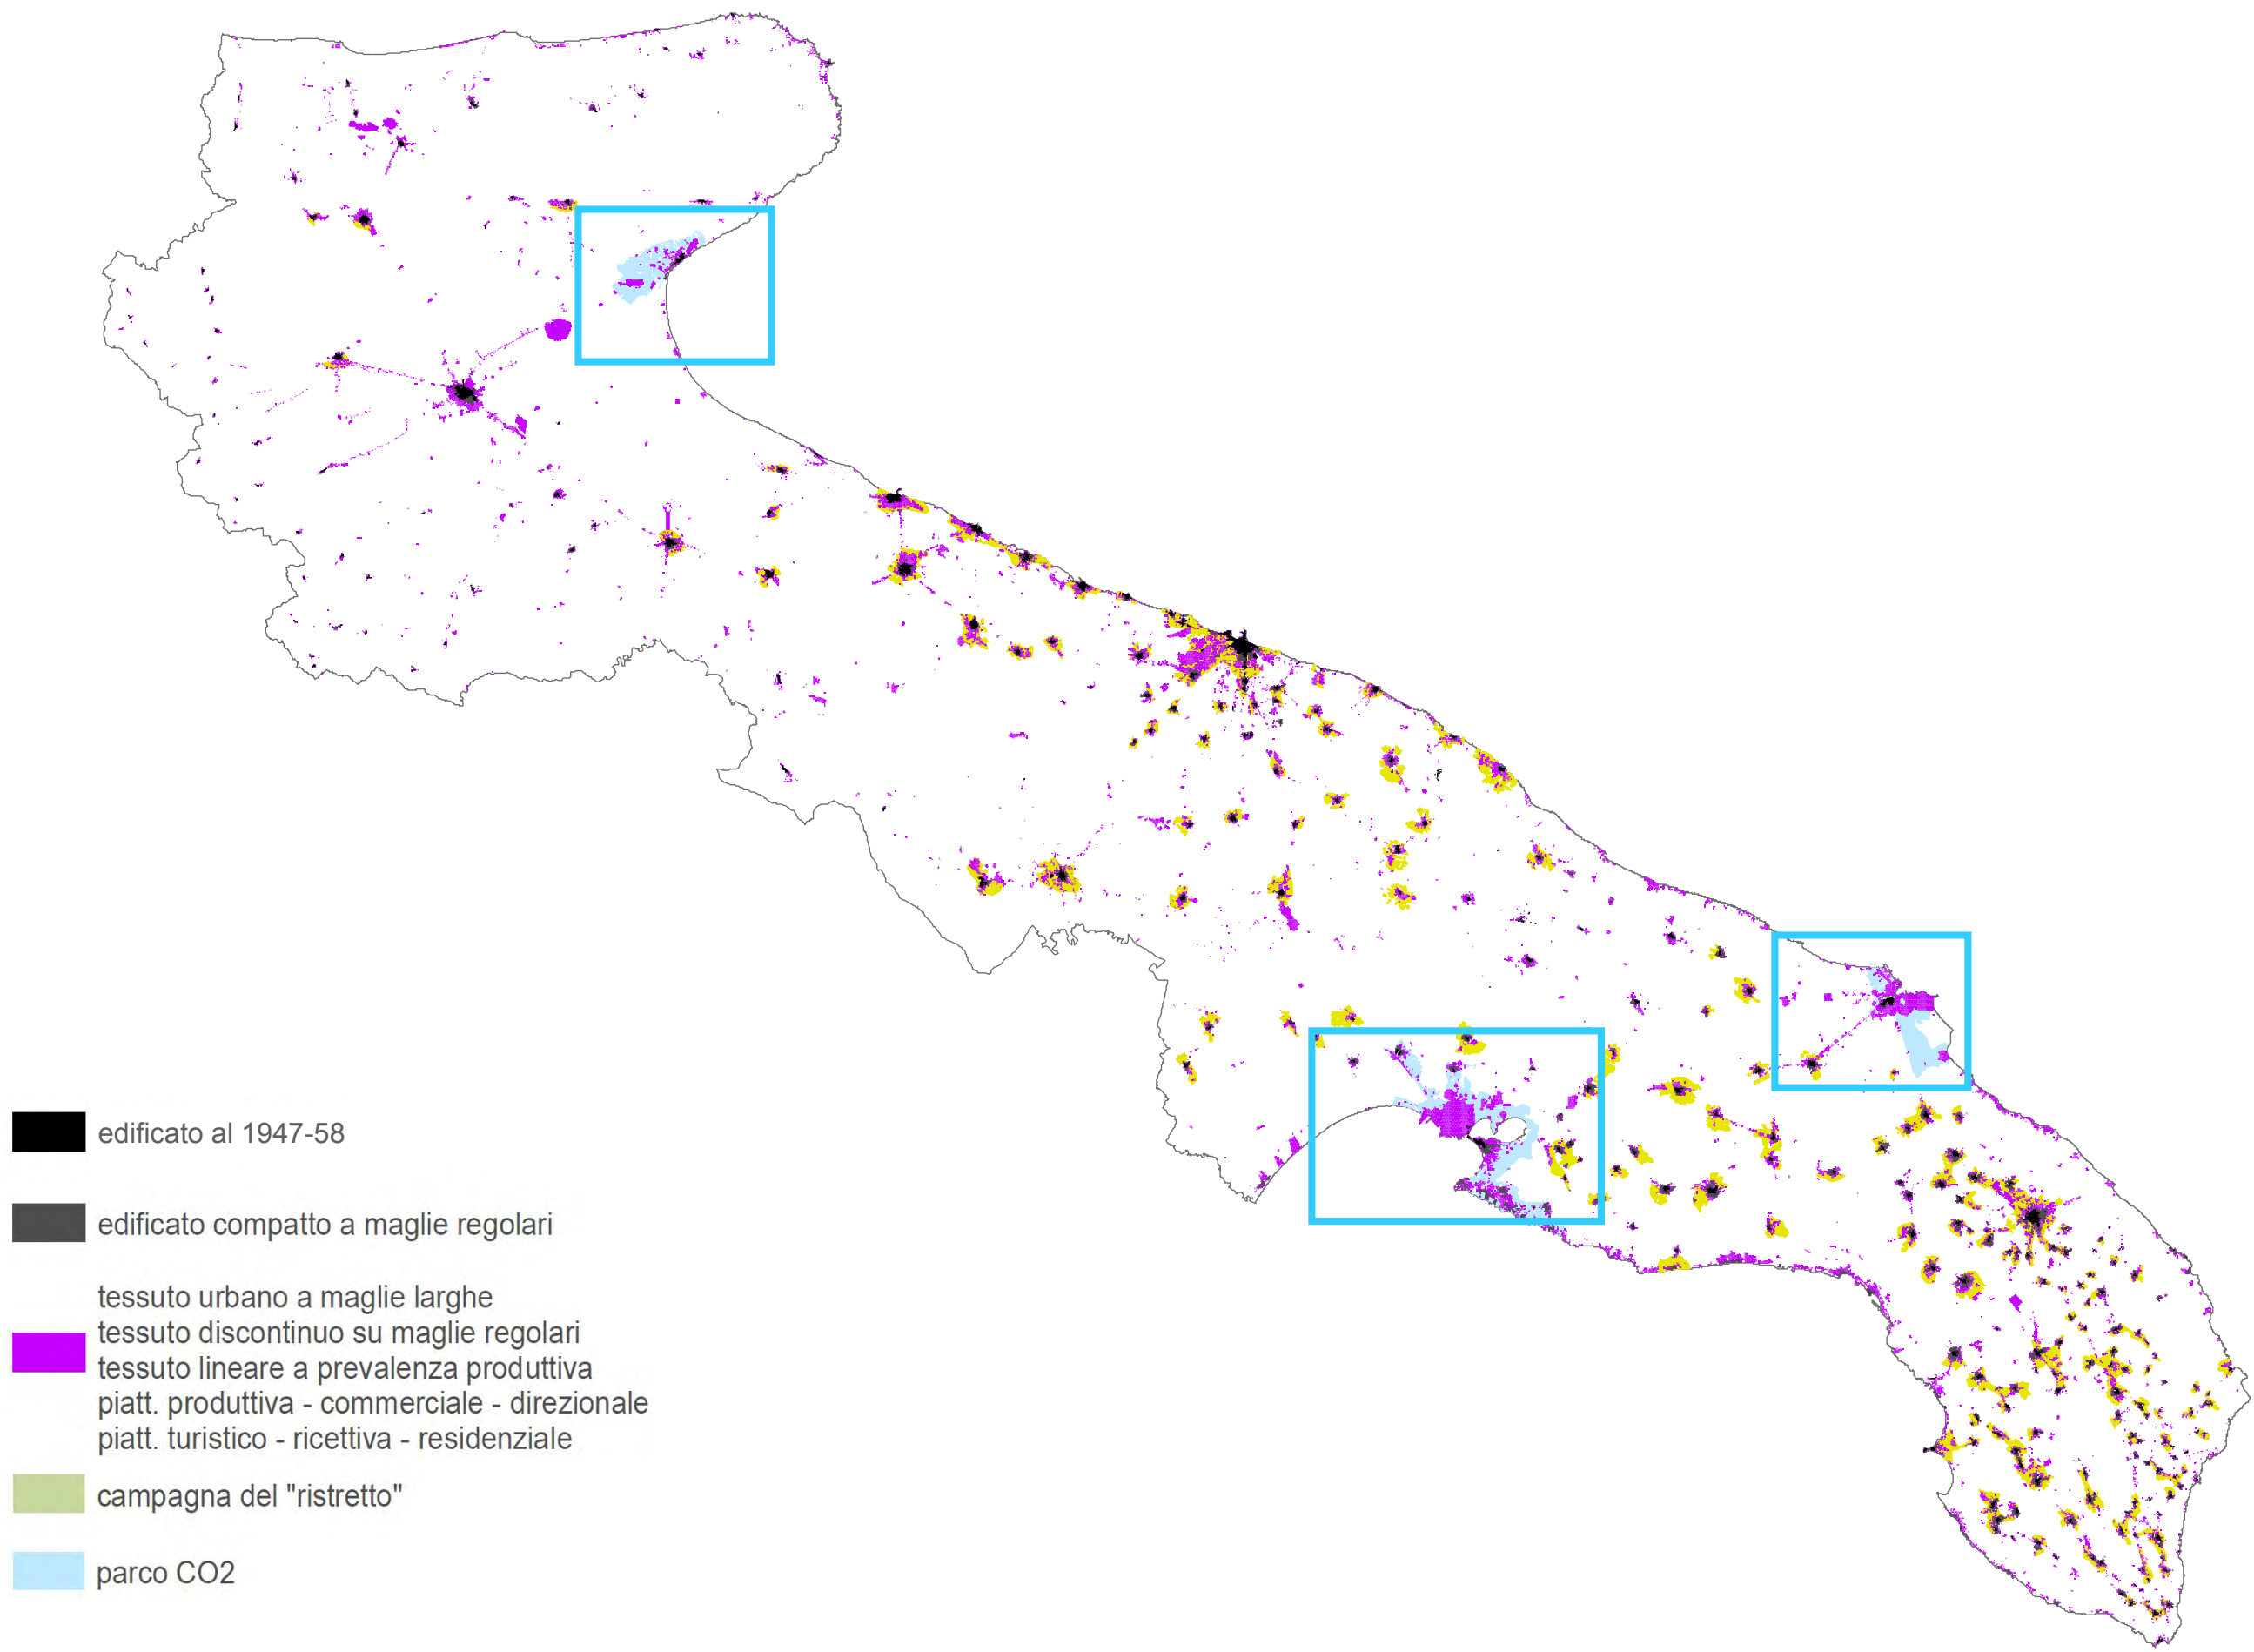 edificato al 1947-58
edificato compatto a maglie regolari
tessuto urbano a maglie larghe
tessuto discontinuo su maglie regolari
tessuto lineare a prevalenza produttiva
piatt. produttiva - commerciale - direzionale
piatt. turistico - ricettiva - residenziale
campagna del "ristretto"
parco CO2